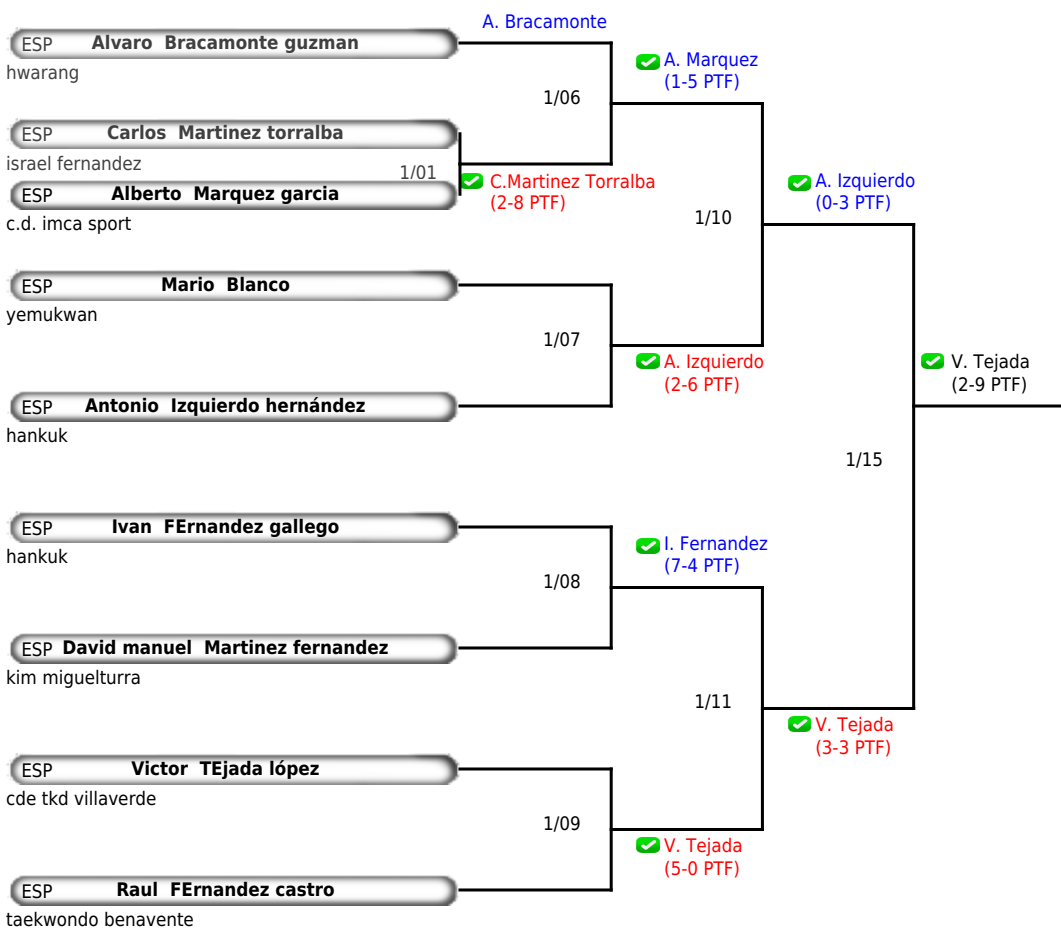 A. Bracamonte
ESP Alvaro Bracamonte guzman
hwarang
A. Marquez
(1-5 PTF)
1/06
ESP Carlos Martinez torralba
israel fernandez
1/01
C.Martinez Torralba
(2-8 PTF)
A. Izquierdo
(0-3 PTF)
ESP Alberto Marquez garcia
c.d. imca sport
1/10
ESP Mario Blanco
yemukwan
1/07
A. Izquierdo
(2-6 PTF)
V. Tejada
(2-9 PTF)
ESP Antonio Izquierdo hernández
hankuk
1/15
ESP Ivan FErnandez gallego
hankuk
I. Fernandez
(7-4 PTF)
1/08
ESP David manuel Martinez fernandez
kim miguelturra
1/11
V. Tejada
(3-3 PTF)
ESP Victor TEjada lópez
cde tkd villaverde
1/09
V. Tejada
(5-0 PTF)
ESP Raul FErnandez castro
taekwondo benavente